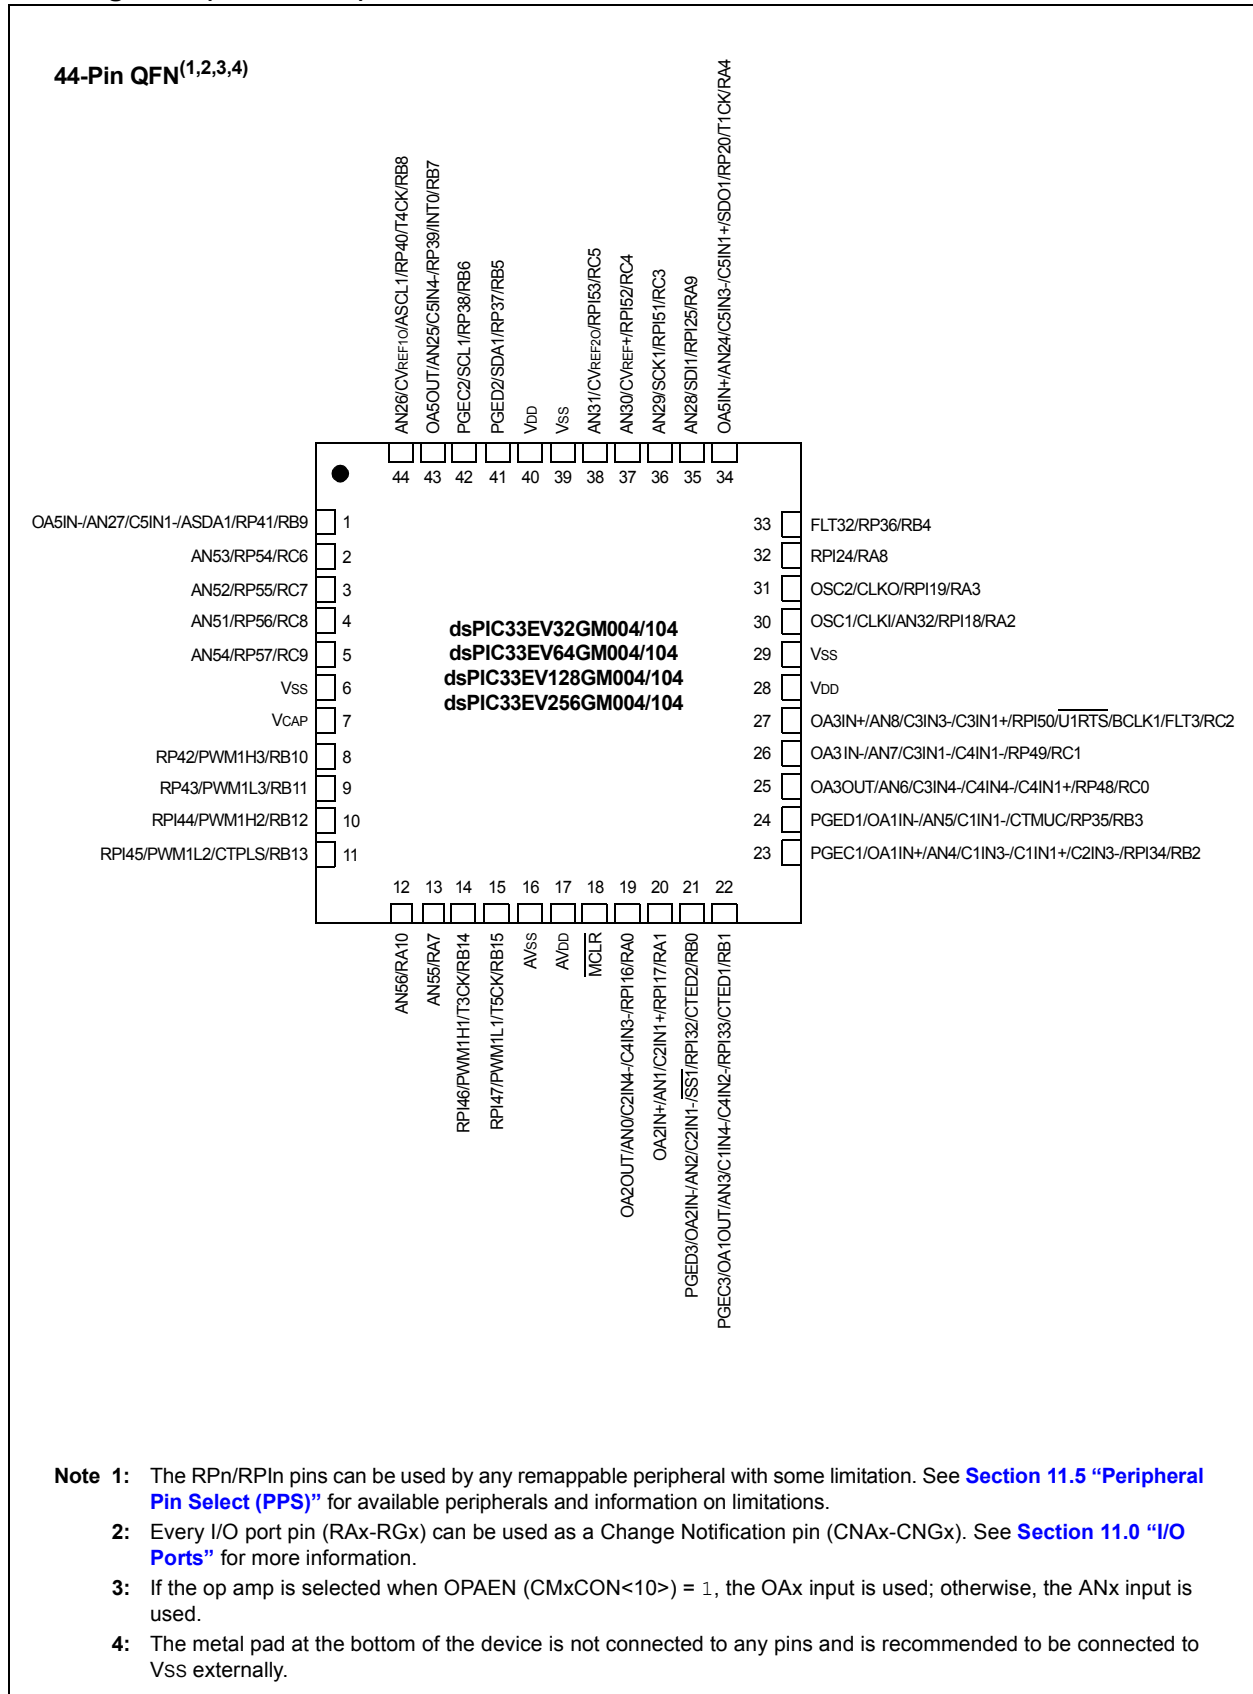 44-Pin QFN(1,2,3,4)
AN26/CVREF1O/ASCL1/RP40/T4CK/RB8
OA5OUT/AN25/C5IN4-/RP39/INT0/RB7
PGEC2/SCL1/RP38/RB6
PGED2/SDA1/RP37/RB5
VDD
VSS
AN31/CVREF2O/RPI53/RC5
AN30/CVREF+/RPI52/RC4
AN29/SCK1/RPI51/RC3
AN28/SDI1/RPI25/RA9
OA5IN+/AN24/C5IN3-/C5IN1+/SDO1/RP20/T1CK/RA4
44 43 42 41 40 39 38 37 36 35 34
OA5IN-/AN27/C5IN1-/ASDA1/RP41/RB9 1
AN53/RP54/RC6 2
AN52/RP55/RC7 3
AN51/RP56/RC8 4
AN54/RP57/RC9 5
VSS 6
VCAP 7
RP42/PWM1H3/RB10 8
RP43/PWM1L3/RB11 9
RPI44/PWM1H2/RB12 10
RPI45/PWM1L2/CTPLS/RB13 11
dsPIC33EV32GM004/104
dsPIC33EV64GM004/104
dsPIC33EV128GM004/104
dsPIC33EV256GM004/104
33 FLT32/RP36/RB4
32 RPI24/RA8
31 OSC2/CLKO/RPI19/RA3
30 OSC1/CLKI/AN32/RPI18/RA2
29 VSS
28 VDD
27 OA3IN+/AN8/C3IN3-/C3IN1+/RPI50/U1RTS/BCLK1/FLT3/RC2
26 OA3IN-/AN7/C3IN1-/C4IN1-/RP49/RC1
25 OA3OUT/AN6/C3IN4-/C4IN4-/C4IN1+/RP48/RC0
24 PGED1/OA1IN-/AN5/C1IN1-/CTMUC/RP35/RB3
23 PGEC1/OA1IN+/AN4/C1IN3-/C1IN1+/C2IN3-/RPI34/RB2
12 13 14 15 16 17 18 19 20 21 22
AN56/RA10
AN55/RA7
RPI46/PWM1H1/T3CK/RB14
RPI47/PWM1L1/T5CK/RB15
AVSS
AVDD
MCLR
OA2OUT/AN0/C2IN4-/C4IN3-/RPI16/RA0
OA2IN+/AN1/C2IN1+/RPI17/RA1
PGED3/OA2IN-/AN2/C2IN1-/SS1/RPI32/CTED2/RB0
PGEC3/OA1OUT/AN3/C1IN4-/C4IN2-/RPI33/CTED1/RB1
Note 1: The RPn/RPIn pins can be used by any remappable peripheral with some limitation. See Section 11.5 “Peripheral
Pin Select (PPS)” for available peripherals and information on limitations.
2: Every I/O port pin (RAx-RGx) can be used as a Change Notification pin (CNAx-CNGx). See Section 11.0 “I/O
Ports” for more information.
3: If the op amp is selected when OPAEN (CMxCON<10>) = 1, the OAx input is used; otherwise, the ANx input is
used.
4: The metal pad at the bottom of the device is not connected to any pins and is recommended to be connected to
VSS externally.